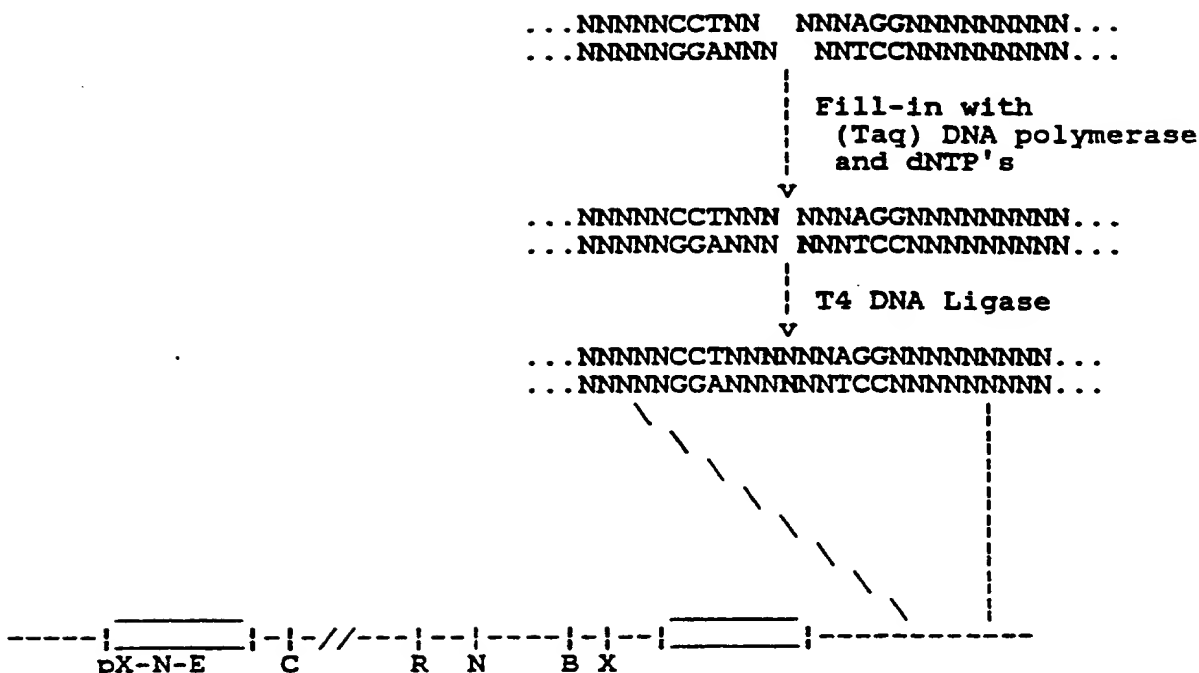 ...NNNNNCCTNN NNNAGGNNNNNNNNN...
...NNNNNGGANNN NNTCCNNNNNNNNN...
Fill-in with
(Taq) DNA polymerase
and dNTP's
...NNNNNCCTNNN NNNAGGNNNNNNNNN...
...NNNNNGGANNN NNNTCCNNNNNNNNN...
T4 DNA Ligase
...NNNNNCCTNNNNNNAGGNNNNNNNNN...
...NNNNNGGANNNNNNTCCNNNNNNNNN...
pX-N-E C R N B X